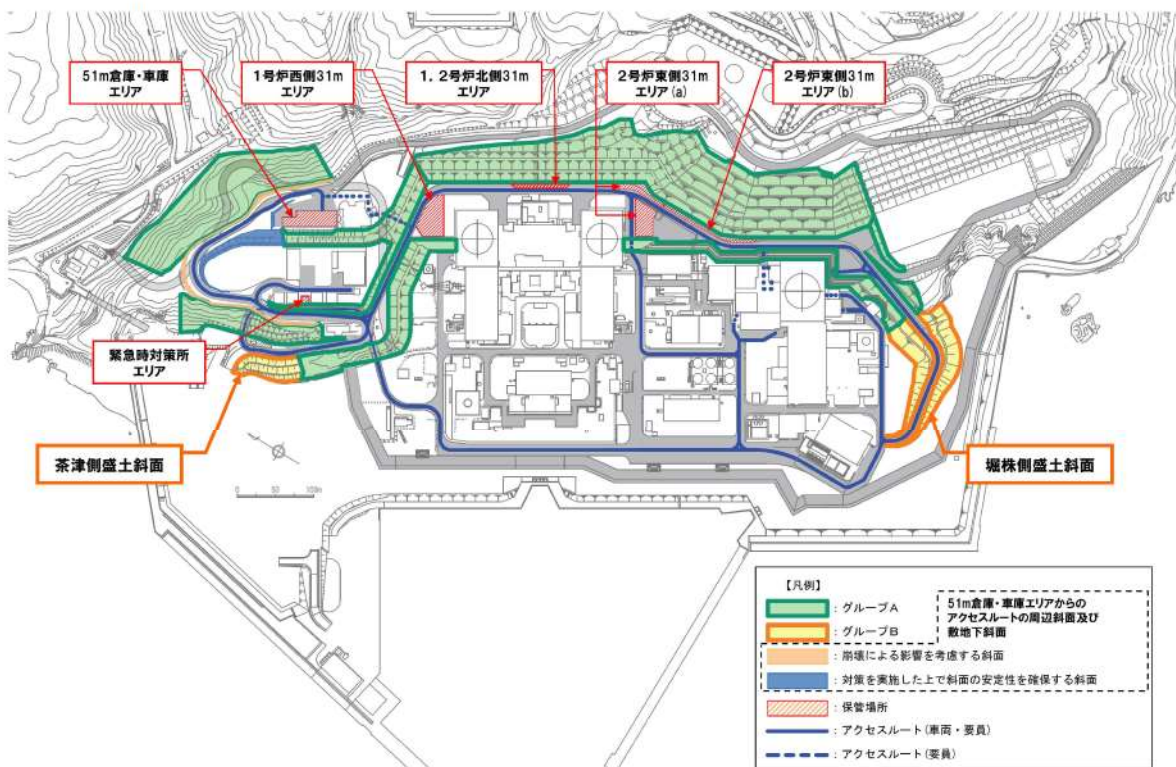 51m倉庫・車庫
エリア
1号炉西側31m
エリア
1，2号炉北側31m
エリア
2号炉東側31m
エリア(a)
2号炉東側31m
エリア(b)
緊急時対策所
エリア
茶津側盛土斜面
堀株側盛土斜面
0 50 100m
【凡例】
：グループA
：グループB
51m倉庫・車庫エリアからの
アクセスルートの周辺斜面及び
敷地下斜面
：崩壊による影響を考慮する斜面
：対策を実施した上で斜面の安定性を確保する斜面
：保管場所
：アクセスルート(車両・要員)
：アクセスルート(要員)